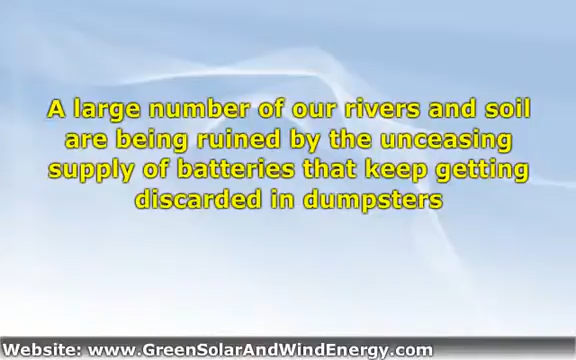 A large number of our rivers and soil
are being ruined by the unceasing
supply of batteries that keep getting
discarded in dumpsters
Website: www.GreenSolarAndWindEnergy.com